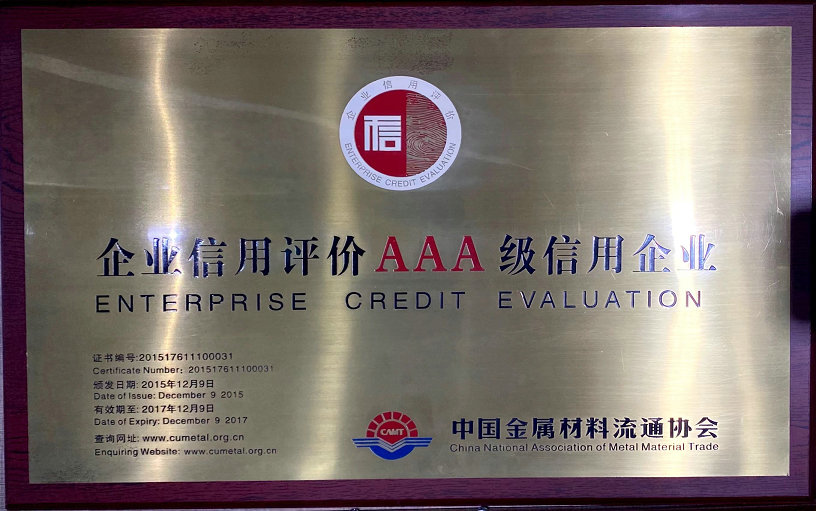 企业信用评价
信
ENTERPRISE CREDIT EVALUATION
企业信用评价AAA级信用企业
ENTERPRISE CREDIT EVALUATION
证书编号:201517611100031
Certificate Number: 201517611100031
颁发日期: 2015年12月9日
Date of Issue: December 9 2015
有效期至: 2017年12月9日
Date of Expiry: December 9 2017
查询网址: www.cumetal.org.cn
Enquiring Website: www.cumetal.org.cn
CAMT
中国金属材料流通协会
China National Association of Metal Material Trade